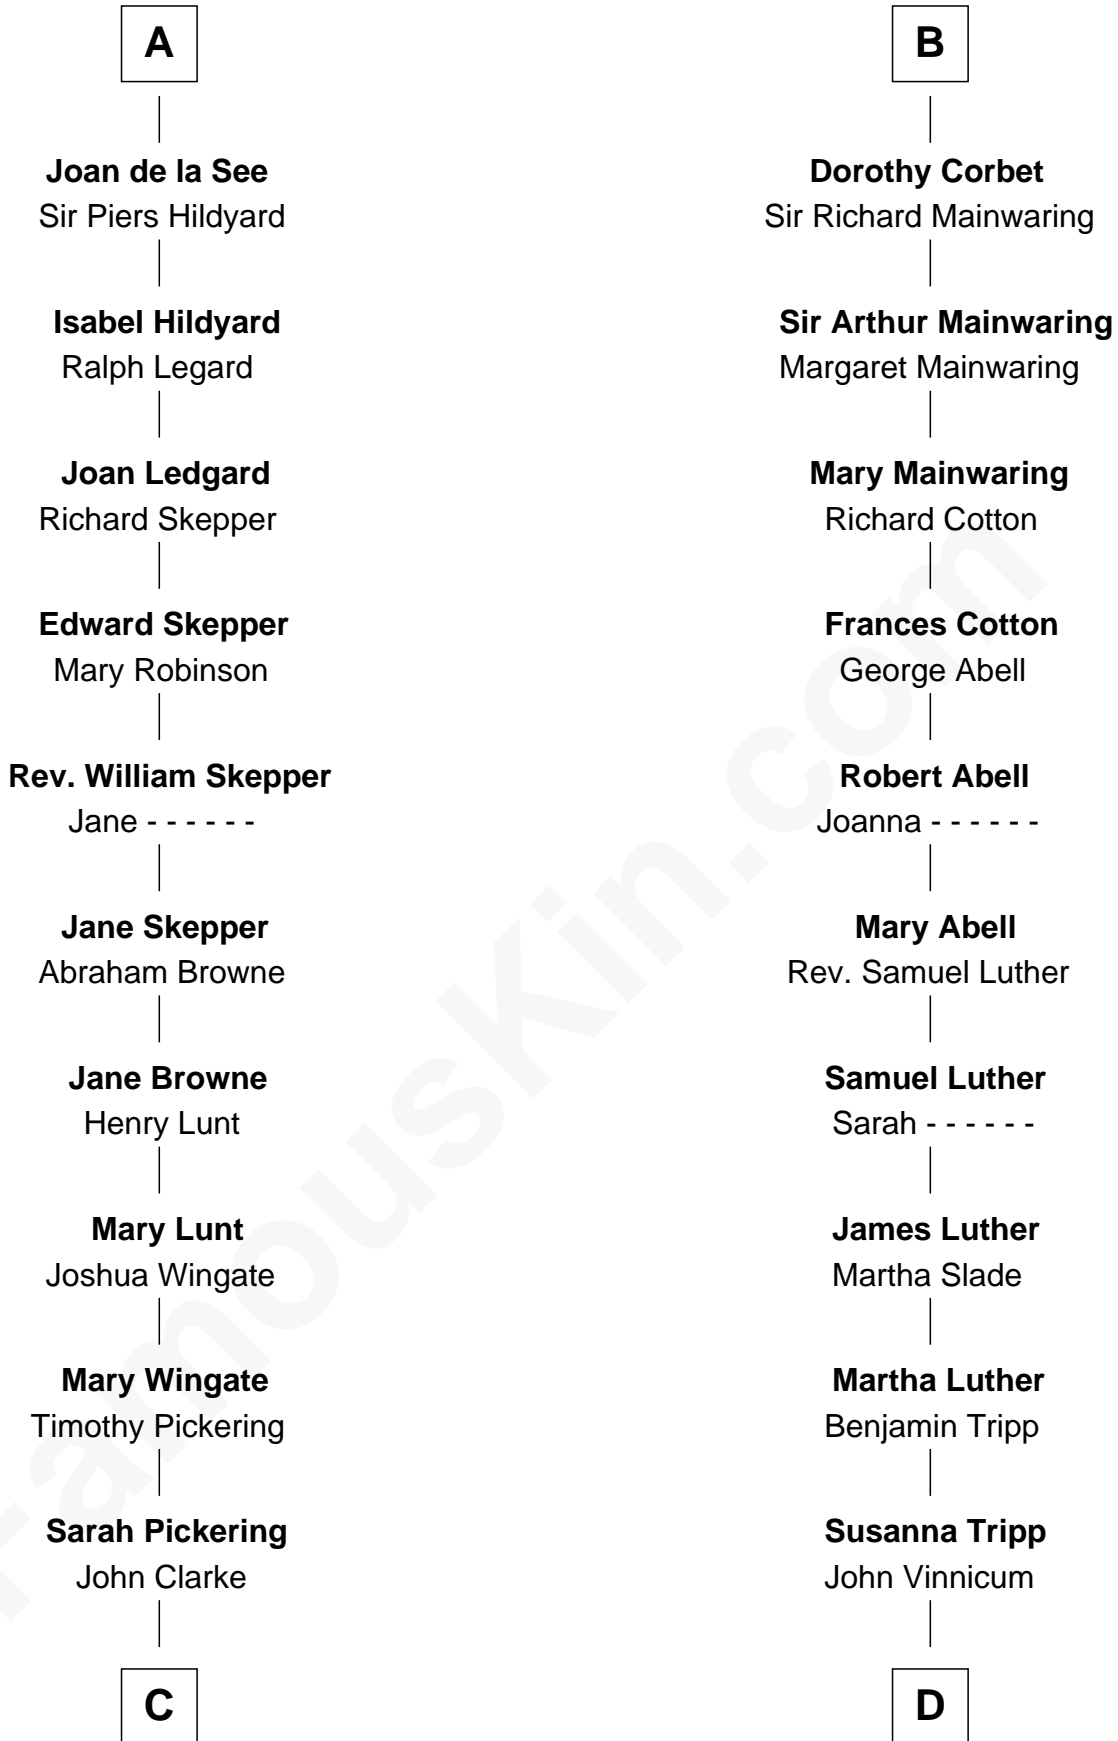 A
Joan de la See
Sir Piers Hildyard
Isabel Hildyard
Ralph Legard
Joan Ledgard
Richard Skepper
Edward Skepper
Mary Robinson
Rev. William Skepper
Jane - - - - - -
Jane Skepper
Abraham Browne
Jane Browne
Henry Lunt
Mary Lunt
Joshua Wingate
Mary Wingate
Timothy Pickering
Sarah Pickering
John Clarke
C
B
Dorothy Corbet
Sir Richard Mainwaring
Sir Arthur Mainwaring
Margaret Mainwaring
Mary Mainwaring
Richard Cotton
Frances Cotton
George Abell
Robert Abell
Joanna - - - - - -
Mary Abell
Rev. Samuel Luther
Samuel Luther
Sarah - - - - - -
James Luther
Martha Slade
Martha Luther
Benjamin Tripp
Susanna Tripp
John Vinnicum
D
FamousKin.com